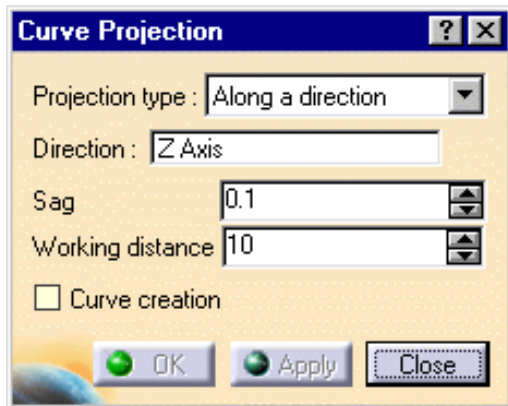 Curve Projection
Projection type : Along a direction
Direction : Z Axis
Sag 0.1
Working distance 10
Curve creation
OK Apply Close